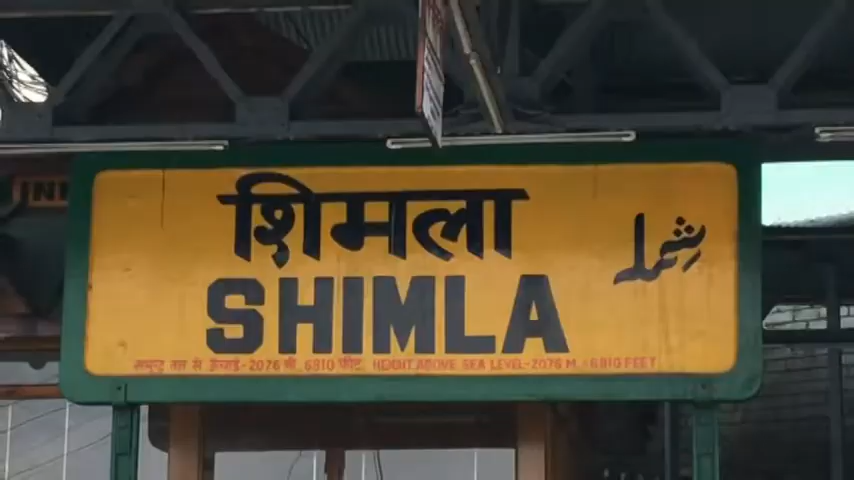 शिमला
شملہ
SHIMLA
समुद्र तल से ऊंचाई-2076 मी. 6810 फीट HEIGHT ABOVE SEA LEVEL-2076 M. 6810 FEET